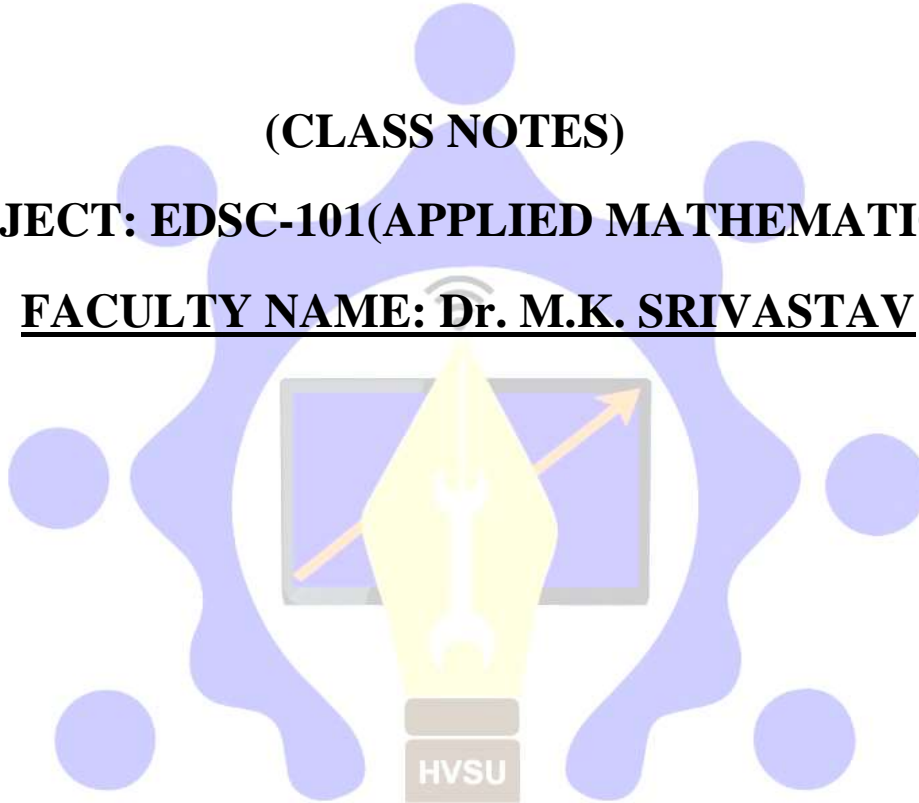 (CLASS NOTES)
JECT: EDSC-101(APPLIED MATHEMATI
FACULTY NAME: Dr. M.K. SRIVASTAV
HVSU